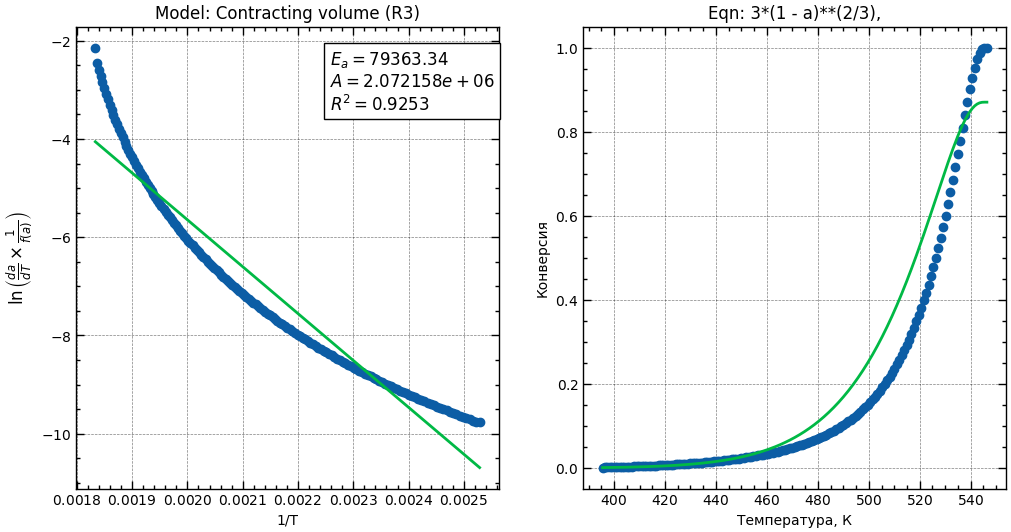 Model: Contracting volume (R3)
−2
−4
−6
−8
−10
ln(da/dT × 1/f(a))
E_a = 79363.34
A = 2.072158e + 06
R^2 = 0.9253
0.0018 0.0019 0.0020 0.0021 0.0022 0.0023 0.0024 0.0025
1/T
Eqn: 3*(1 - a)**(2/3),
1.0
0.8
0.6
0.4
0.2
0.0
Конверсия
400 420 440 460 480 500 520 540
Температура, К